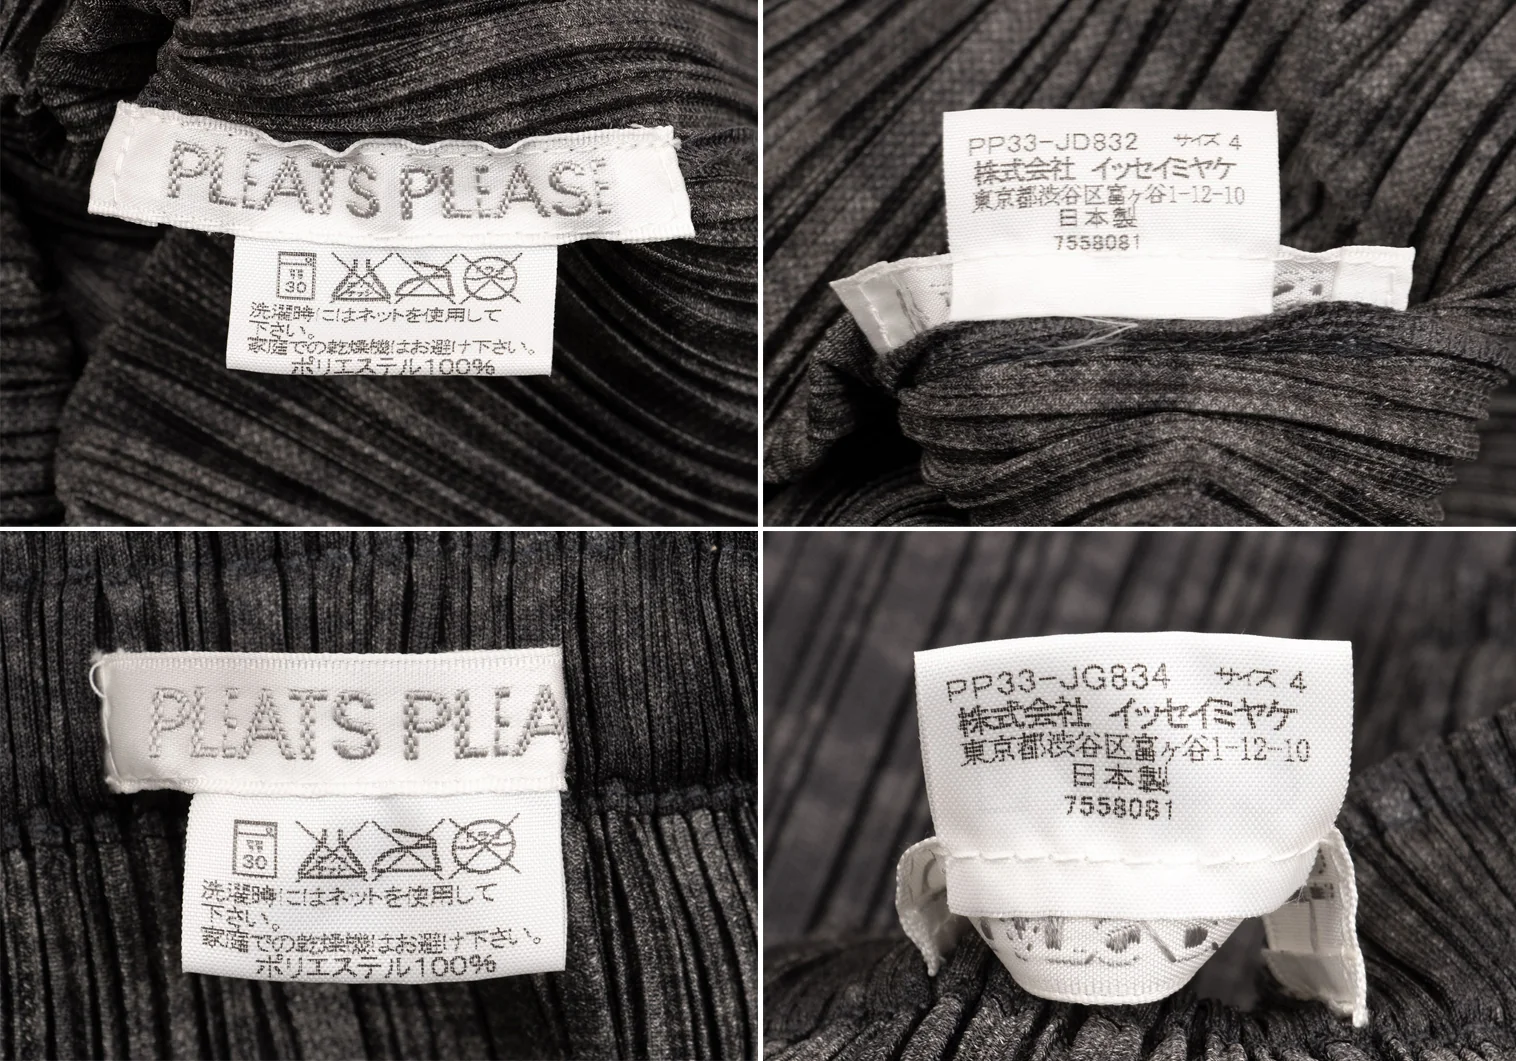 PLEATS PLEASE
30
洗濯時にはネットを使用して
下さい。
家庭での乾燥機はお避け下さい。
ポリエステル100%
PP33-JD832 サイズ 4
株式会社 イッセイミヤケ
東京都渋谷区富ヶ谷1-12-10
日本製
7558081
PLEATS PLEA
30
洗濯時にはネットを使用して
下さい。
家庭での乾燥機はお避け下さい。
ポリエステル100%
PP33-JG834 サイズ 4
株式会社 イッセイミヤケ
東京都渋谷区富ヶ谷1-12-10
日本製
7558081